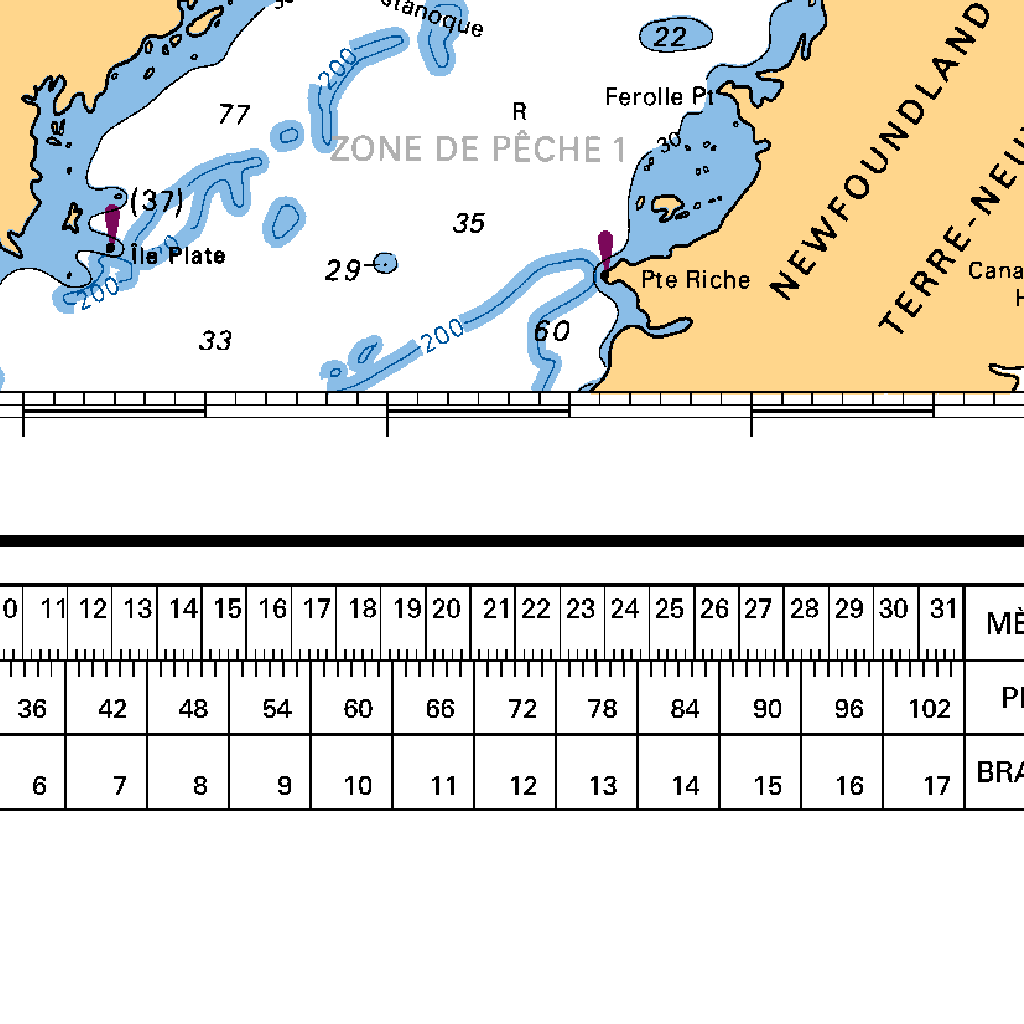 200
22
Ferolle Pt
NEWFOUNDLAND
77
R
30
ZONE DE PÊCHE 1
(37)
35
TERRE-NEU
Île Plate
29
Pte Riche
Cana
H
200
33
200
60
0 11 12 13 14 15 16 17 18 19 20 21 22 23 24 25 26 27 28 29 30 31 MÈ
36 42 48 54 60 66 72 78 84 90 96 102 PI
6 7 8 9 10 11 12 13 14 15 16 17 BRA